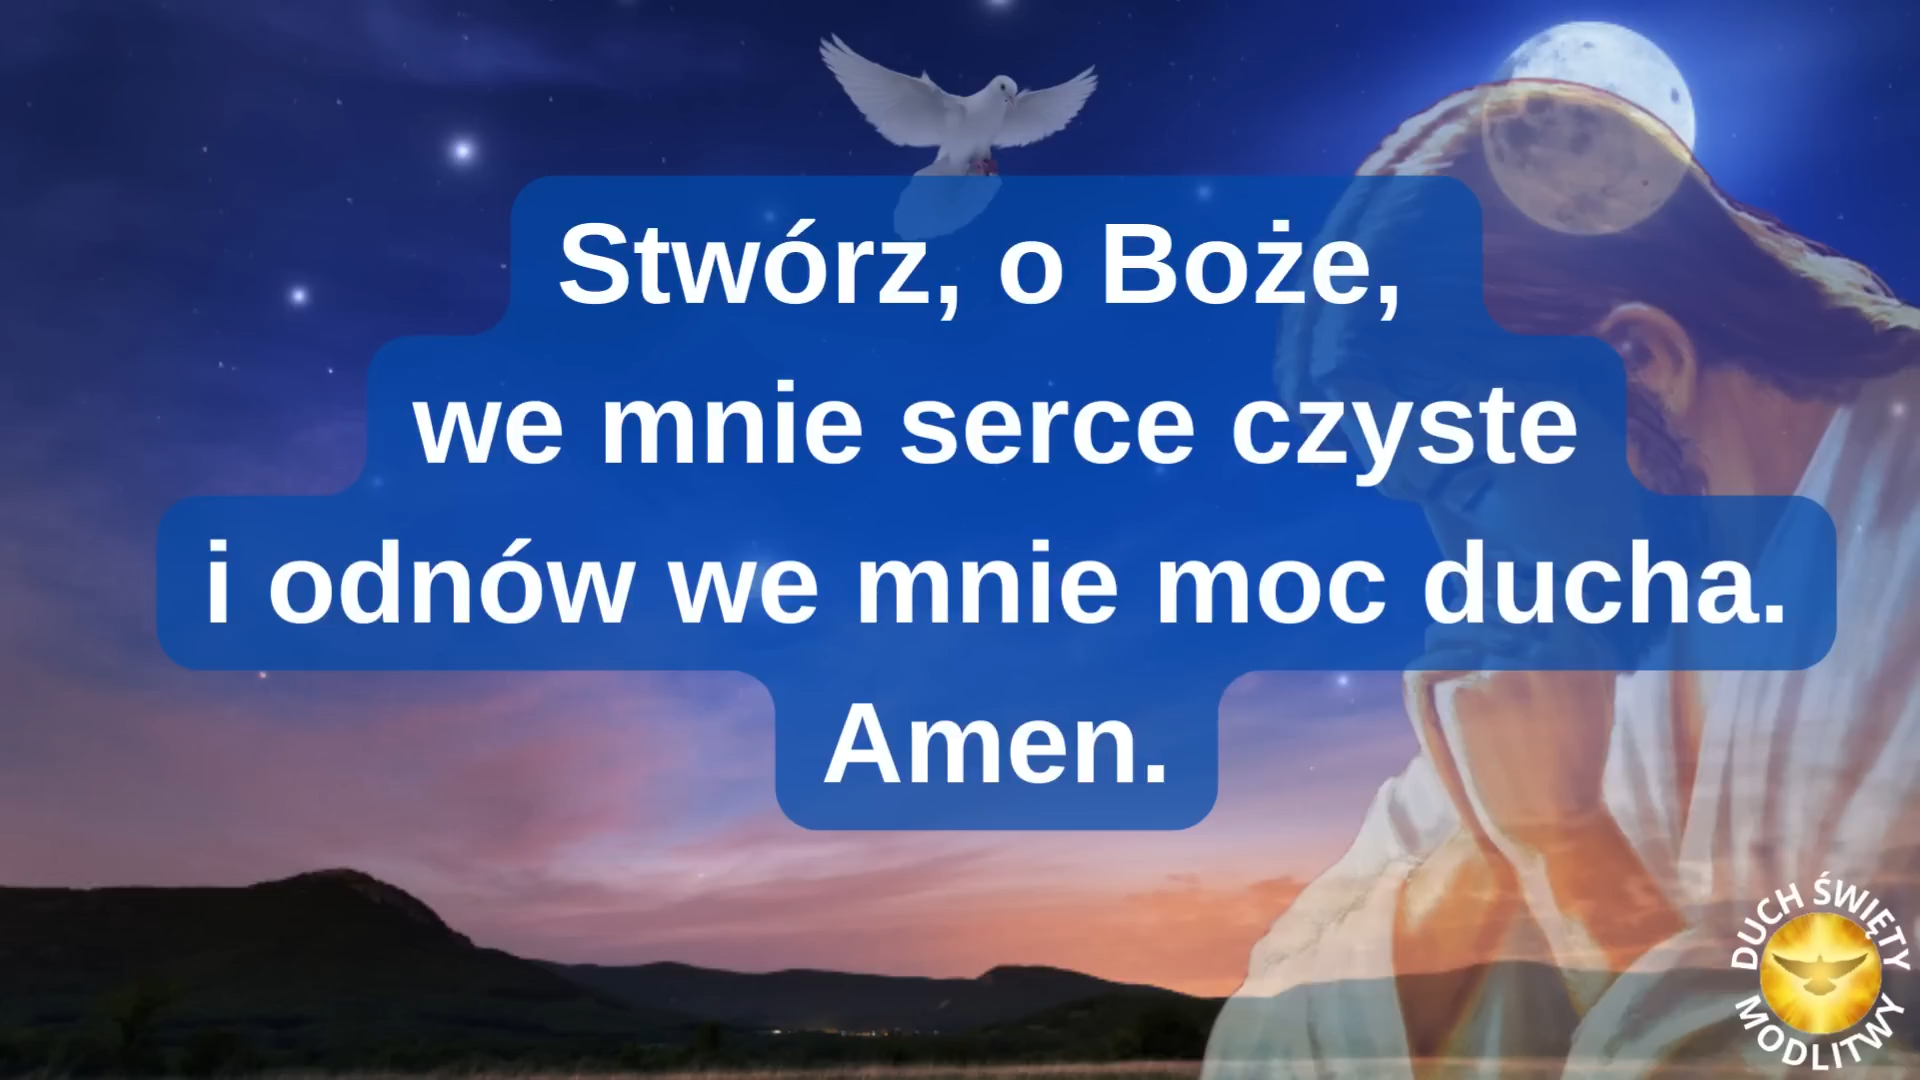 Stwórz, o Boże,
we mnie serce czyste
i odnów we mnie moc ducha.
Amen.
DUCH ŚWIĘTY
MODLITWY